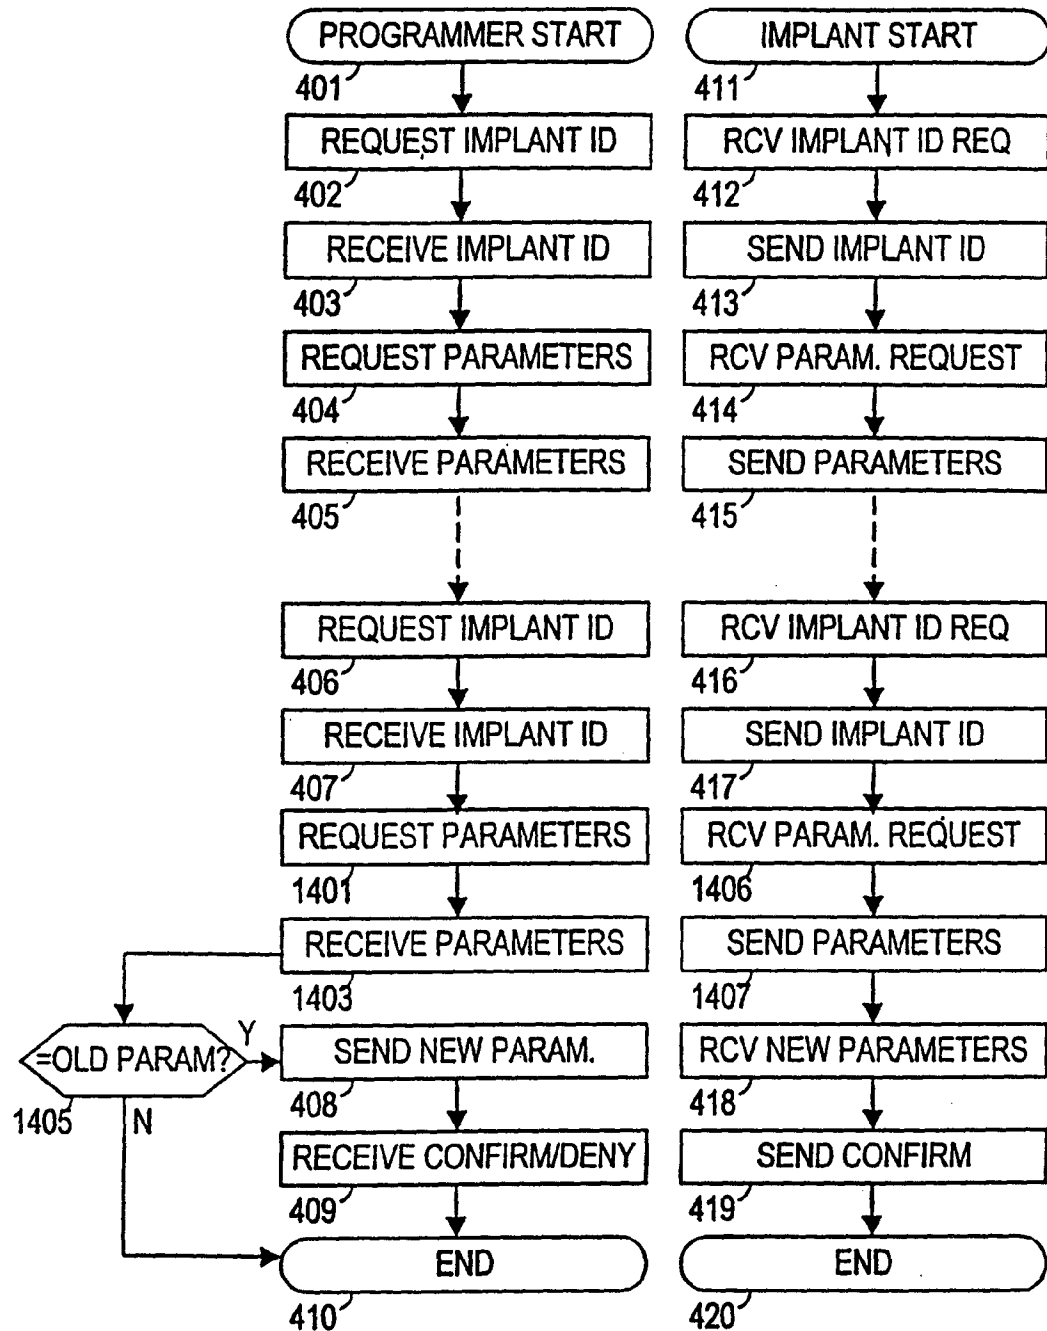 PROGRAMMER START
IMPLANT START
401
411
REQUEST IMPLANT ID
RCV IMPLANT ID REQ
402
412
RECEIVE IMPLANT ID
SEND IMPLANT ID
403
413
REQUEST PARAMETERS
RCV PARAM. REQUEST
404
414
RECEIVE PARAMETERS
SEND PARAMETERS
405
415
REQUEST IMPLANT ID
RCV IMPLANT ID REQ
406
416
RECEIVE IMPLANT ID
SEND IMPLANT ID
407
417
REQUEST PARAMETERS
RCV PARAM. REQUEST
1401
1406
RECEIVE PARAMETERS
SEND PARAMETERS
1403
1407
=OLD PARAM?
Y
SEND NEW PARAM.
RCV NEW PARAMETERS
1405
N
408
418
RECEIVE CONFIRM/DENY
SEND CONFIRM
409
419
END
END
410
420